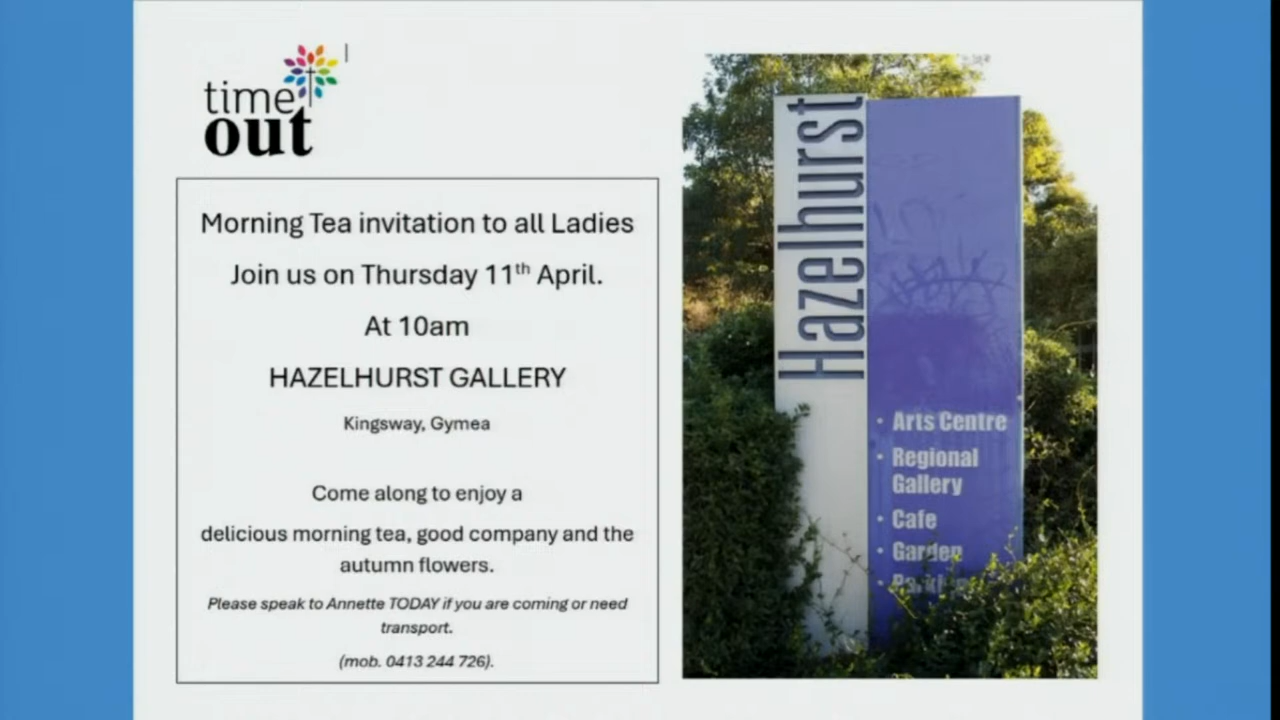 time
out
Morning Tea invitation to all Ladies
Join us on Thursday 11th April.
At 10am
HAZELHURST GALLERY
Kingsway, Gymea
Come along to enjoy a
delicious morning tea, good company and the
autumn flowers.
Please speak to Annette TODAY if you are coming or need
transport.
(mob. 0413 244 726).
Hazelhurst
• Arts Centre
• Regional
Gallery
• Cafe
• Garden
• Parking